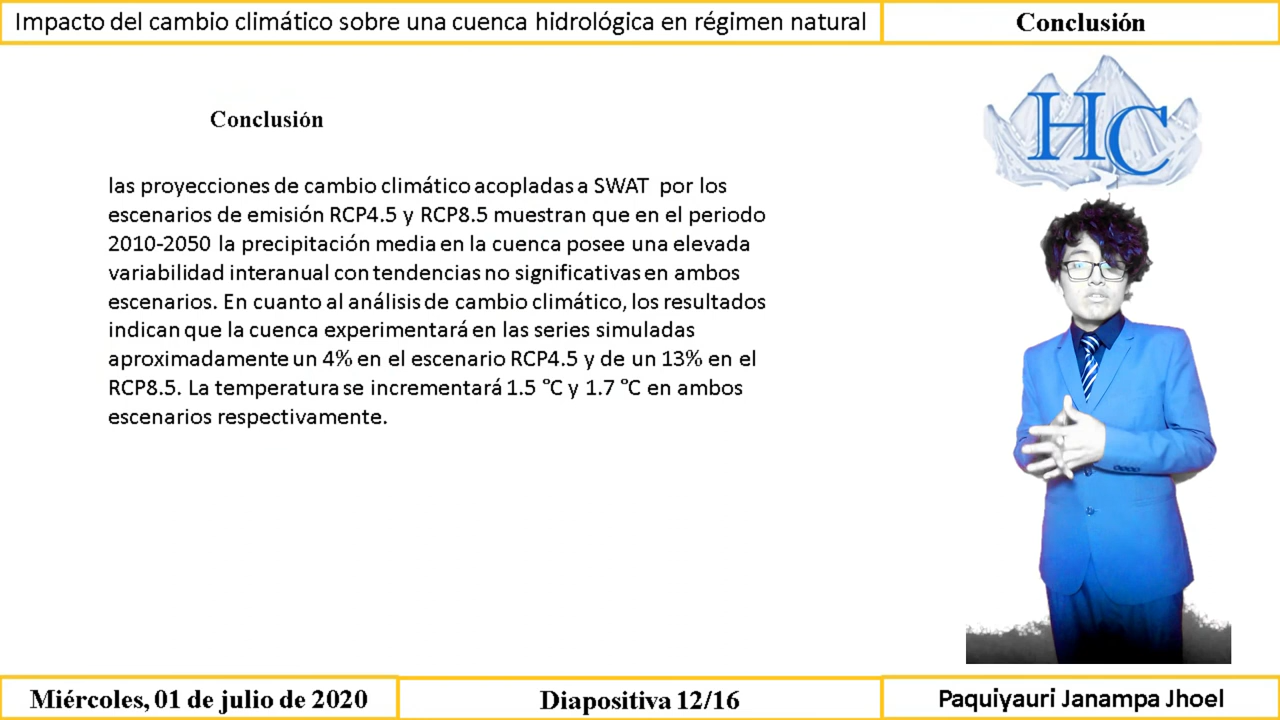 Impacto del cambio climático sobre una cuenca hidrológica en régimen natural
Conclusión
HC
Conclusión
las proyecciones de cambio climático acopladas a SWAT por los
escenarios de emisión RCP4.5 y RCP8.5 muestran que en el periodo
2010-2050 la precipitación media en la cuenca posee una elevada
variabilidad interanual con tendencias no significativas en ambos
escenarios. En cuanto al análisis de cambio climático, los resultados
indican que la cuenca experimentará en las series simuladas
aproximadamente un 4% en el escenario RCP4.5 y de un 13% en el
RCP8.5. La temperatura se incrementará 1.5 °C y 1.7 °C en ambos
escenarios respectivamente.
Miércoles, 01 de julio de 2020
Diapositiva 12/16
Paquiyauri Janampa Jhoel